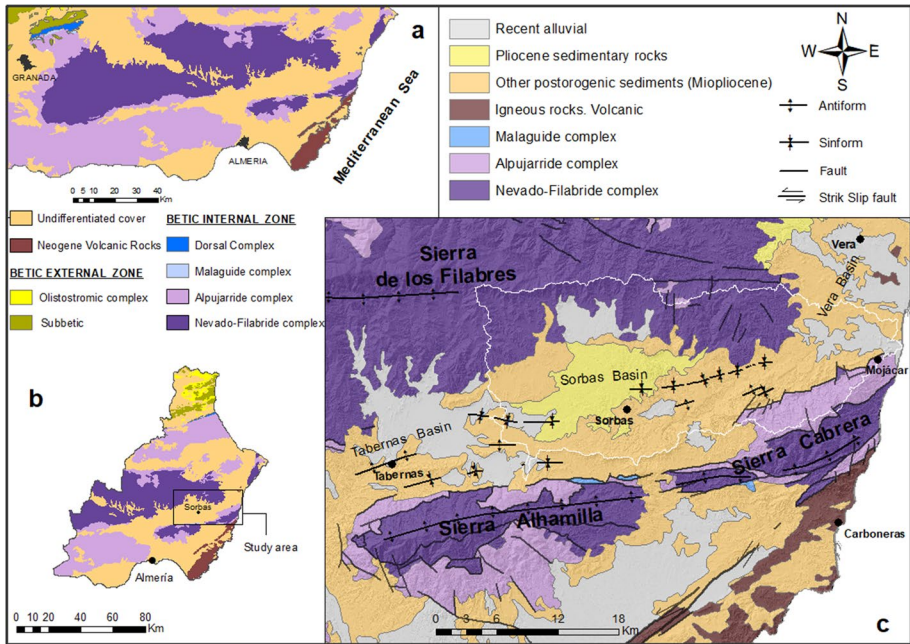 a
GRANADA
ALMERIA
Mediterranean Sea
0 5 10 20 30 40
Km
Recent alluvial
Pliocene sedimentary rocks
Other postorogenic sediments (Miopliocene)
Igneous rocks. Volcanic
Malaguide complex
Alpujarride complex
Nevado-Filabride complex
N
W E
S
Antiform
Sinform
Fault
Strik Slip fault
Undifferentiated cover
Neogene Volcanic Rocks
BETIC EXTERNAL ZONE
Olistostromic complex
Subbetic
BETIC INTERNAL ZONE
Dorsal Complex
Malaguide complex
Alpujarride complex
Nevado-Filabride complex
b
Sorbas
Study area
Almería
0 10 20 40 60 80
Km
Sierra
de los Filabres
Vera
Vera Basin
Mojácar
Sorbas Basin
Sorbas
Tabernas Basin
Tabernas
Sierra Cabrera
Sierra Alhamilla
Carboneras
0 3 6 12 18
Km
c